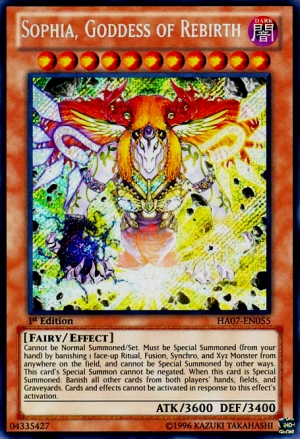 SOPHIA, GODDESS OF REBIRTH
DARK
闇
1st Edition
HA07-EN055
[FAIRY/EFFECT]
Cannot be Normal Summoned/Set. Must be Special Summoned (from your
hand) by banishing 1 face-up Ritual, Fusion, Synchro, and Xyz Monster from
anywhere on the field, and cannot be Special Summoned by other ways.
This card's Special Summon cannot be negated. When this card is Special
Summoned: Banish all other cards from both players' hands, fields, and
Graveyards. Cards and effects cannot be activated in response to this effect's
activation.
ATK/3600 DEF/3400
04335427
©1996 KAZUKI TAKAHASHI